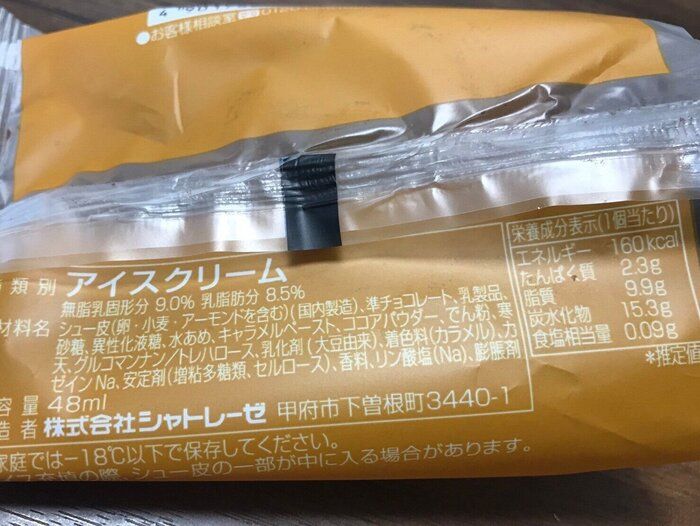 ●お客様相談室
栄養成分表示(1個当たり)
エネルギー 160kcal
たんぱく質 2.3g
脂質 9.9g
炭水化物 15.3g
食塩相当量 0.09g
*推定値
類別 アイスクリーム
無脂乳固形分 9.0% 乳脂肪分 8.5%
材料名 シュー皮(卵・小麦・アーモンドを含む)(国内製造)、準チョコレート、乳製品、
砂糖、異性化液糖、水あめ、キャラメルペースト、ココアパウダー、でん粉、寒
天、グルコマンナン/トレハロース、乳化剤(大豆由来)、着色料(カラメル)、カ
ゼインNa、安定剤(増粘多糖類、セルロース)、香料、リン酸塩(Na)、膨脹剤
容量 48ml
造者 株式会社シャトレーゼ 甲府市下曽根町3440-1
家庭では-18℃以下で保存してください。
イス充填の際、シュー皮の一部が中に入る場合があります。